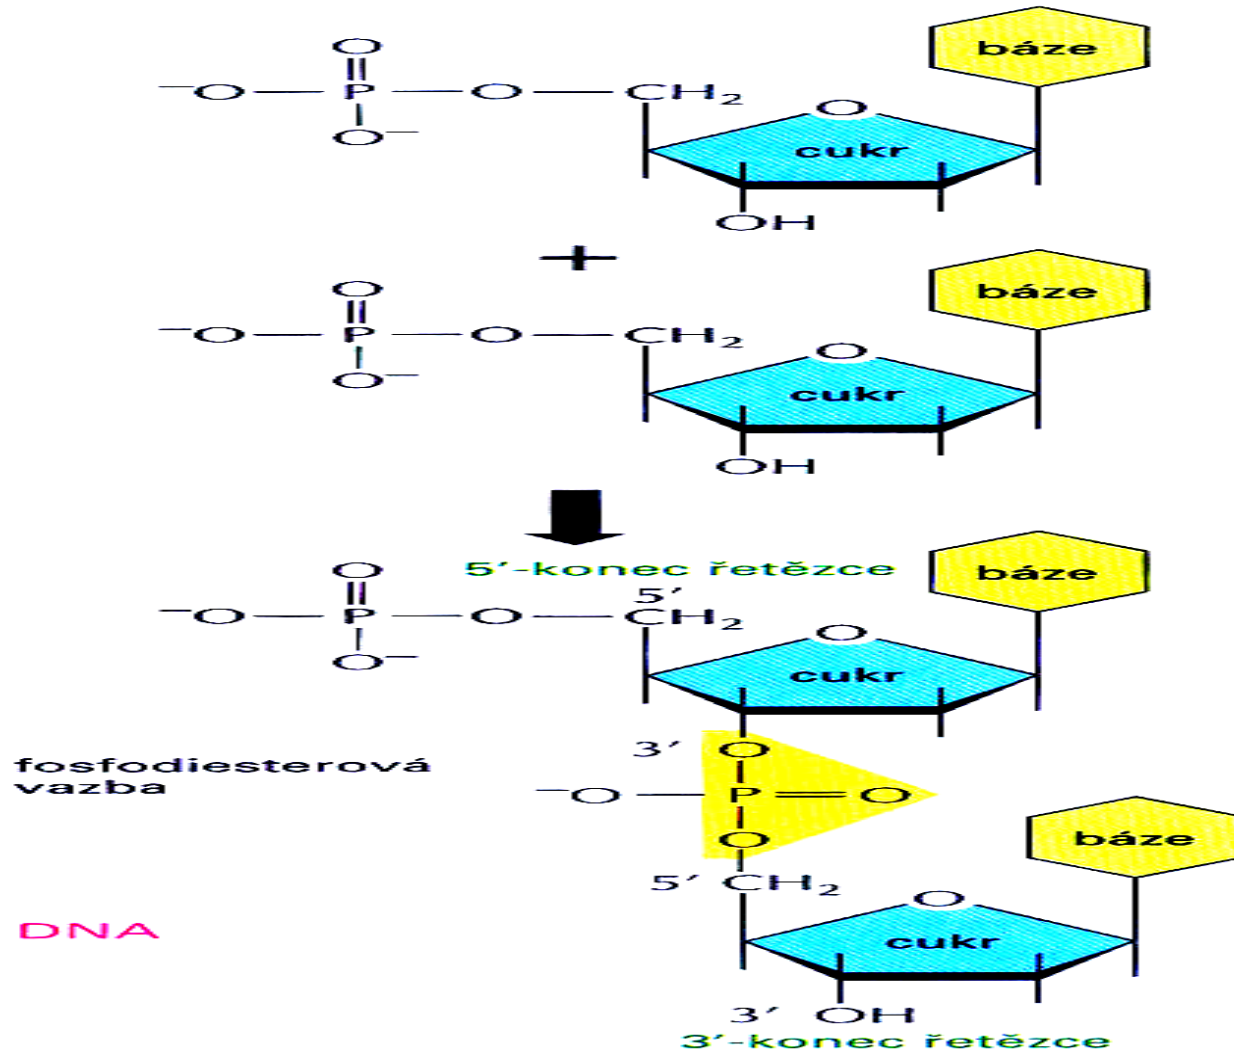 báze
O
⁻O — P — O — CH₂
O⁻
O
cukr
OH
+
báze
O
⁻O — P — O — CH₂
O⁻
O
cukr
OH
5′-konec řetězce
báze
O
5′
⁻O — P — O — CH₂
O⁻
O
cukr
3′ O
fosfodiesterová
vazba
⁻O — P = O
O
báze
5′ CH₂
O
DNA
cukr
3′ OH
3′-konec řetězce